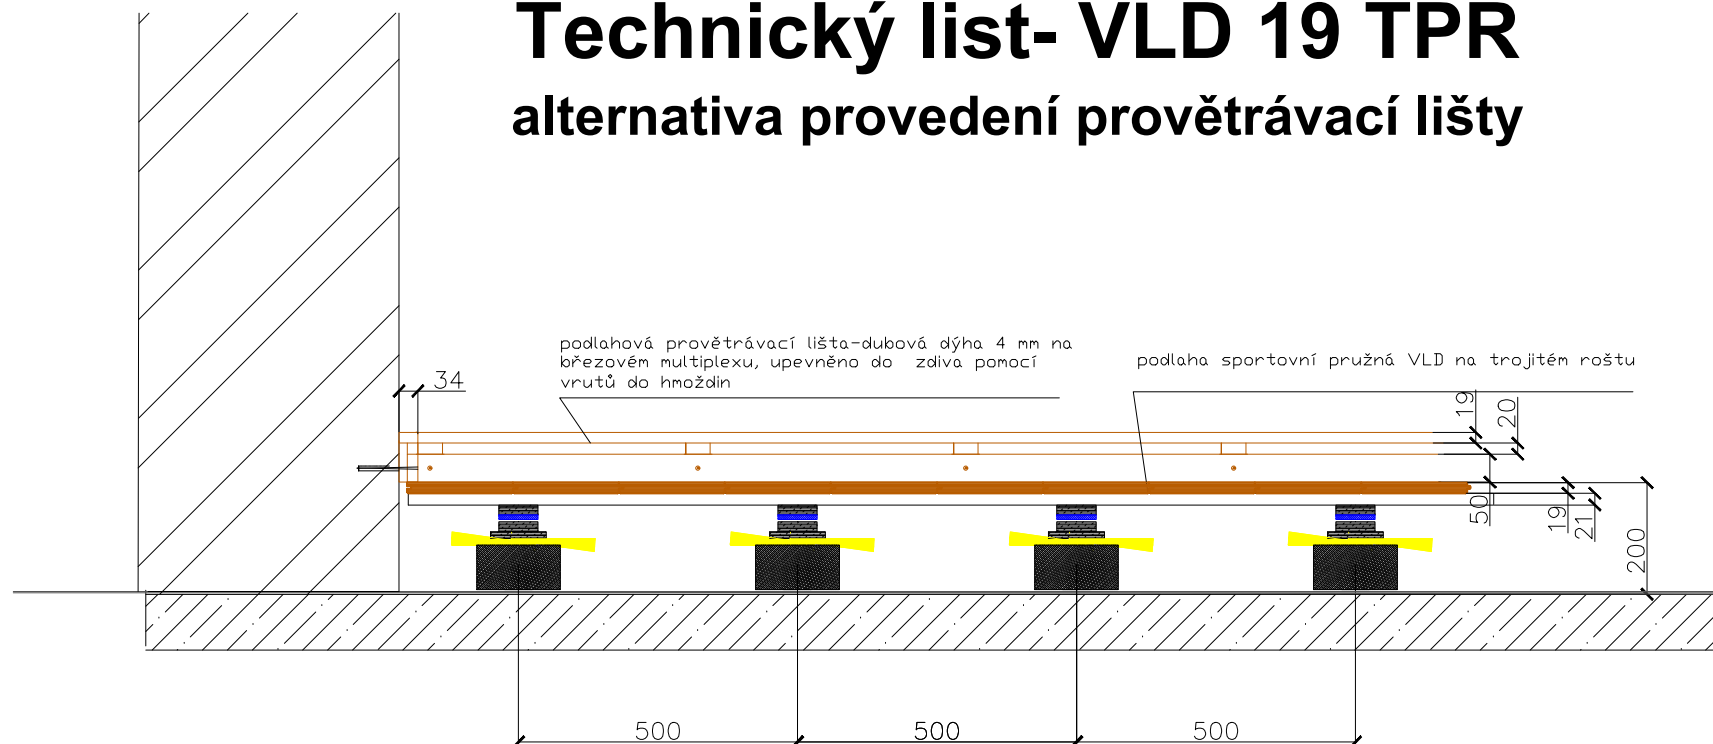 Technický list- VLD 19 TPR
alternativa provedení provětrávací lišty
podlahová provětrávací lišta-dubová dýha 4 mm na
březovém multiplexu, upevněno do zdiva pomocí
vrutů do hmoždin
podlaha sportovní pružná VLD na trojitém roštu
34
19
20
50
19
21
200
500
500
500